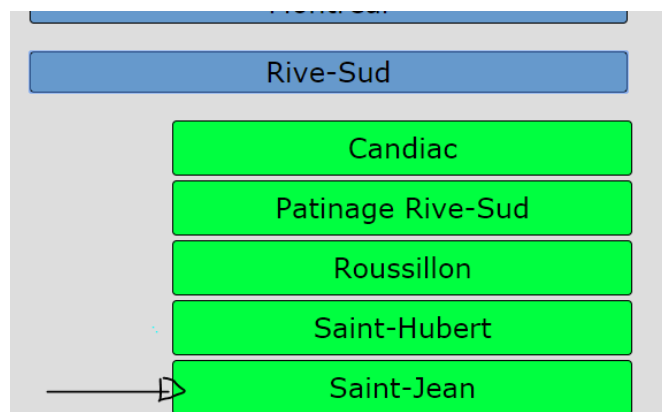 Rive-Sud
Candiac
Patinage Rive-Sud
Roussillon
Saint-Hubert
Saint-Jean